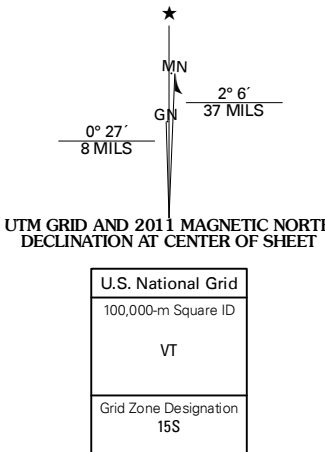 ★
MN
GN
2° 6´
37 MILS
0° 27´
8 MILS
UTM GRID AND 2011 MAGNETIC NORTH
DECLINATION AT CENTER OF SHEET
U.S. National Grid
100,000-m Square ID
VT
Grid Zone Designation
15S